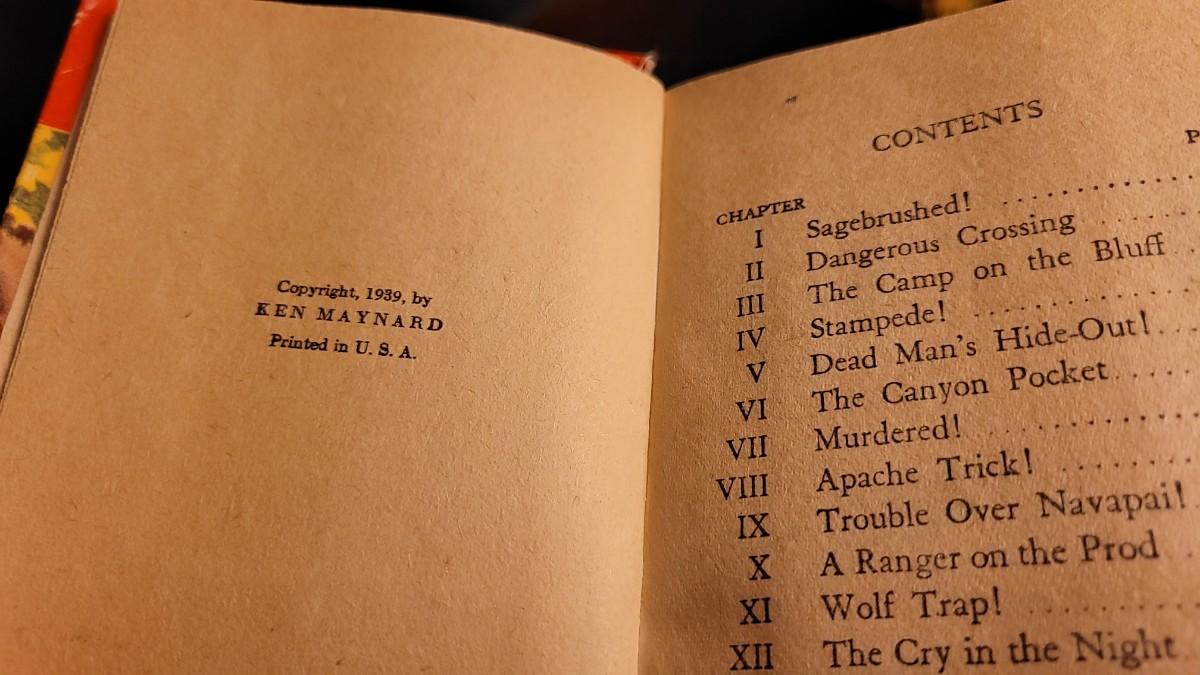 Copyright, 1939, by
KEN MAYNARD
Printed in U. S. A.
CONTENTS
CHAPTER
I Sagebrushed!
II Dangerous Crossing
III The Camp on the Bluff
IV Stampede!
V Dead Man's Hide-Out!
VI The Canyon Pocket
VII Murdered!
VIII Apache Trick!
IX Trouble Over Navapai!
X A Ranger on the Prod
XI Wolf Trap!
XII The Cry in the Night